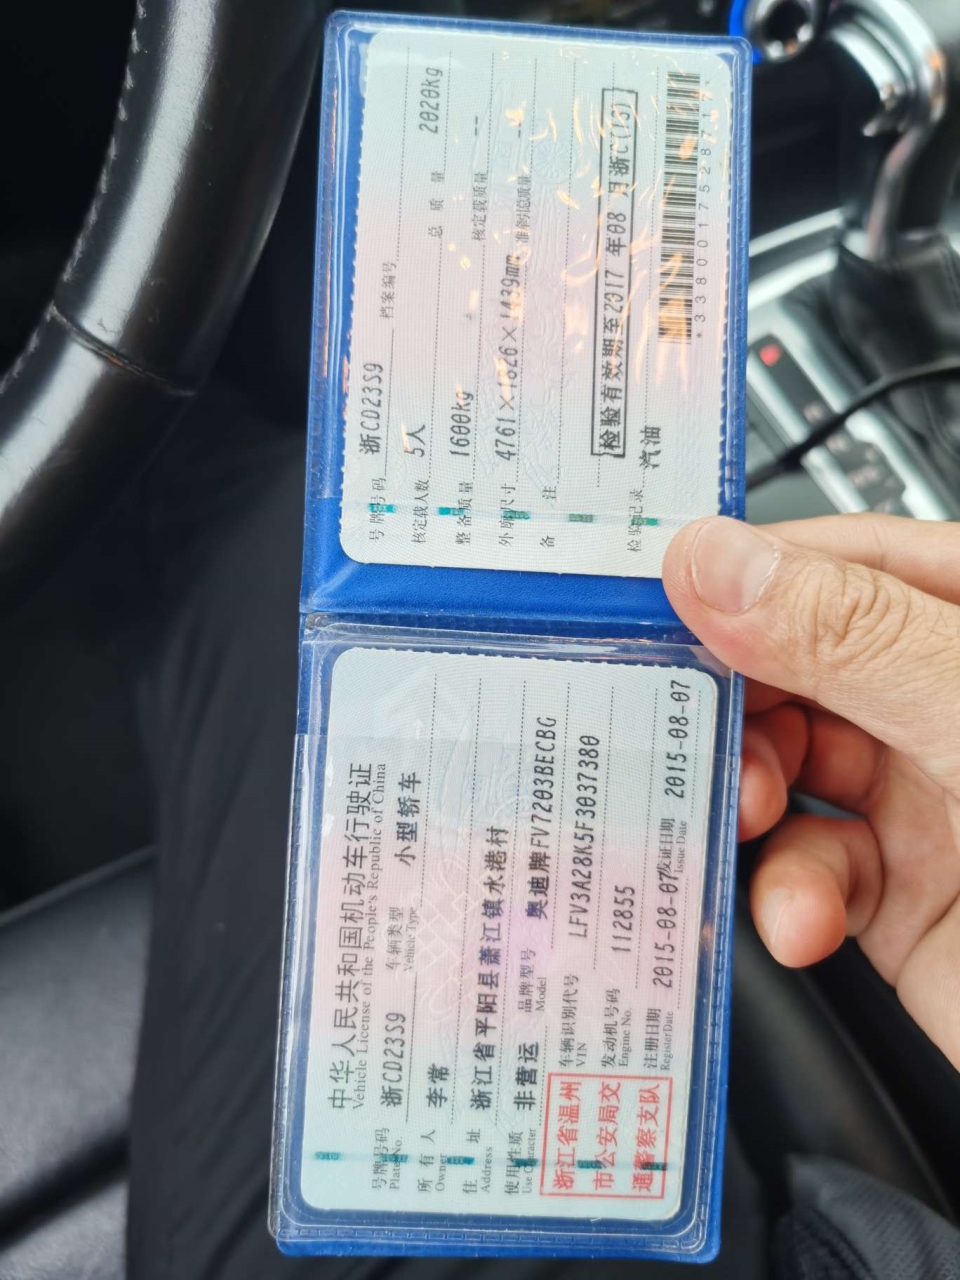 中华人民共和国机动车行驶证
Vehicle License of the People's Republic of China
号牌号码 浙CD23S9 车辆类型 小型轿车
Plate No. Vehicle Type
所有人 李常
Owner
住址 浙江省平阳县萧江镇水港村
Address
使用性质 非营运 品牌型号 奥迪牌FV7203BECBG
Use Character Model
浙江省温州
市公安局交
通警察支队
车辆识别代号 LFV3A28K5F3037380
VIN
发动机号码 112855
Engine No.
注册日期 2015-08-07 发证日期 2015-08-07
Register Date Issue Date
号牌号码 浙CD23S9 档案编号
核定载人数 5人 总质量 2020kg
整备质量 1600kg 核定载质量 --
外廓尺寸 4761×1826×1439mm 准牵引总质量 --
备注
检验有效期至2017年08月浙C(15)
检验记录 汽油